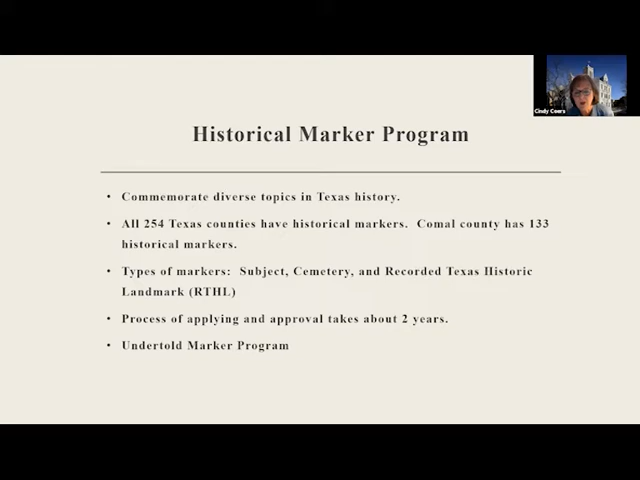 Cindy Coers
Historical Marker Program
• Commemorate diverse topics in Texas history.
• All 254 Texas counties have historical markers. Comal county has 133
historical markers.
• Types of markers: Subject, Cemetery, and Recorded Texas Historic
Landmark (RTHL)
• Process of applying and approval takes about 2 years.
• Undertold Marker Program